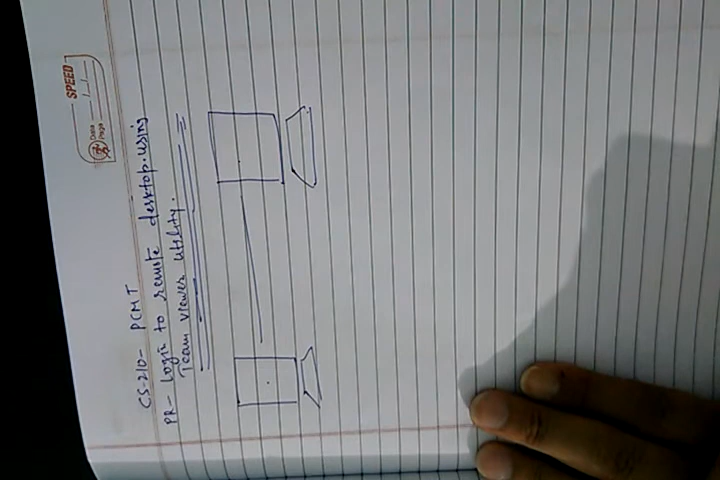 SPEED
Date
Page
CS-210- PCMT
PR- Login to remote desktop.using
Team viewer utility.